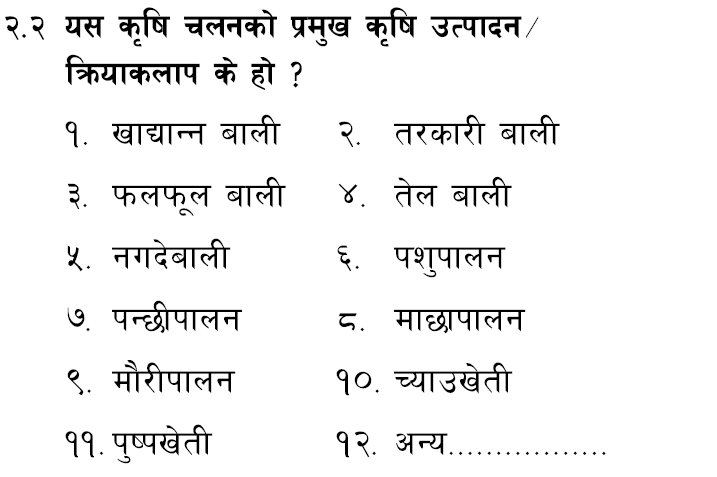 २.२ यस कृषि चलनको प्रमुख कृषि उत्पादन/
क्रियाकलाप के हो ?
१. खाद्यान्न बाली २. तरकारी बाली
३. फलफूल बाली ४. तेल बाली
५. नगदेबाली ६. पशुपालन
७. पन्छीपालन ८. माछापालन
९. मौरीपालन १०. च्याउखेती
११. पुष्पखेती १२. अन्य.................